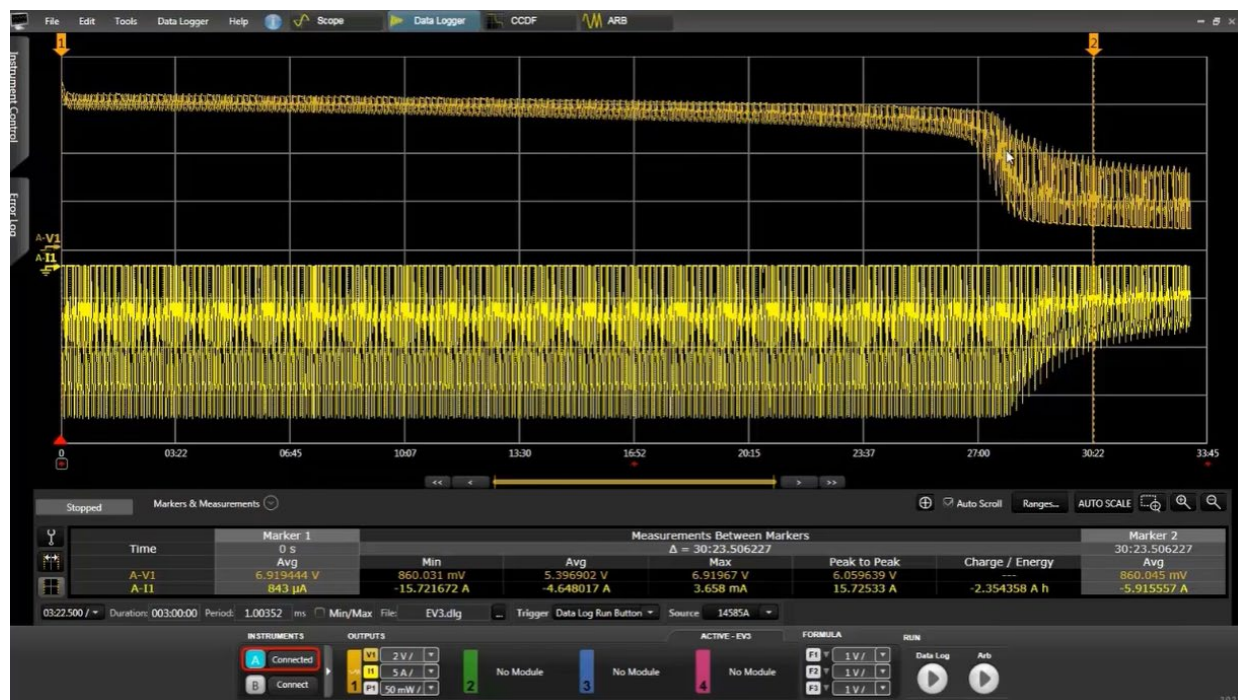 File Edit Tools Data Logger Help Scope Data Logger CCDF ARB
Instrument Control
Error Log
1 2
A-V1
A-I1
0 03:22 06:45 10:07 13:30 16:52 20:15 23:37 27:00 30:22 33:45
<< < > >>
Stopped Markers & Measurements Auto Scroll Ranges... AUTO SCALE
Marker 1 Measurements Between Markers Marker 2
Time 0 s Δ = 30:23.506227 30:23.506227
Avg Min Avg Max Peak to Peak Charge / Energy Avg
A-V1 6.919444 V 860.031 mV 5.396902 V 6.91967 V 6.059639 V --- 860.045 mV
A-I1 843 µA -15.721672 A -4.648017 A 3.658 mA 15.72533 A -2.354358 A h -5.915557 A
03:22.500 / Duration: 03:00:00 Period: 1.00352 ms Min/Max File: EV3.dlg ... Trigger Data Log Run Button Source 14585A
INSTRUMENTS OUTPUTS ACTIVE - EV3 FORMULA RUN
A Connected V1 2 V/ F1 1 V/ Data Log Arb
I1 5 A/ No Module No Module No Module F2 1 V/
B Connect 1 P1 50 mW/ 2 3 4 F3 1 V/